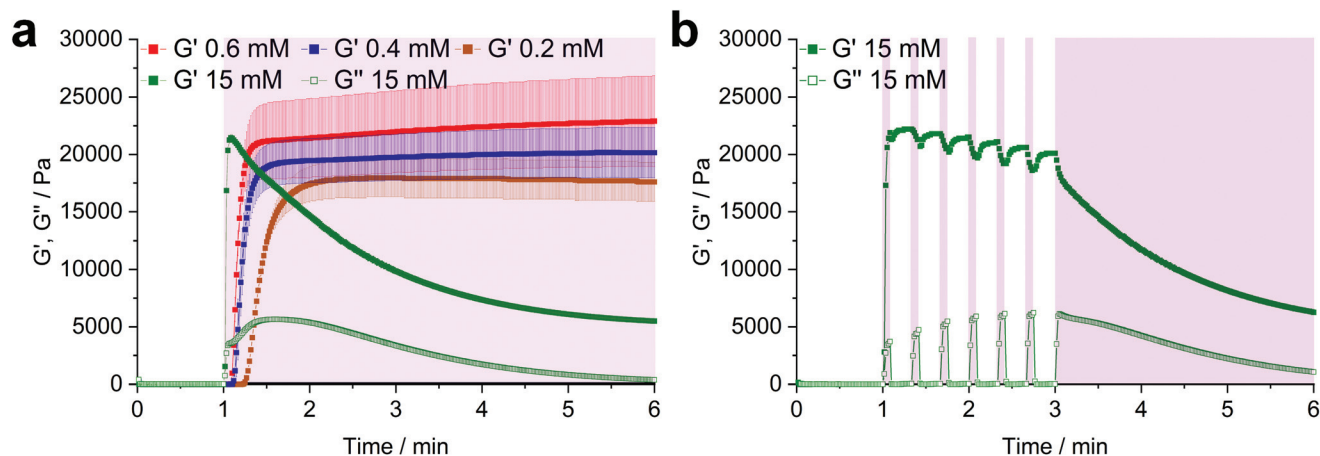 a
G' 0.6 mM G' 0.4 mM G' 0.2 mM
G' 15 mM G'' 15 mM
30000
25000
20000
15000
10000
5000
0
G', G'' / Pa
0 1 2 3 4 5 6
Time / min
b
G' 15 mM
G'' 15 mM
30000
25000
20000
15000
10000
5000
0
G', G'' / Pa
0 1 2 3 4 5 6
Time / min